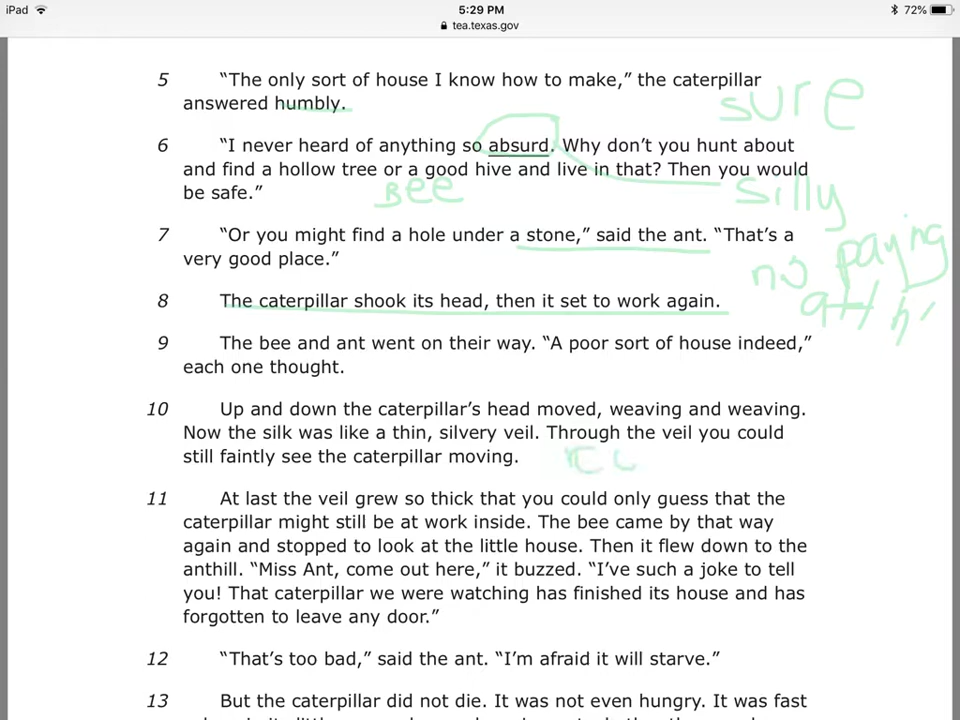 iPad
5:29 PM
72%
tea.texas.gov
5 “The only sort of house I know how to make,” the caterpillar
answered humbly.
sure
6 “I never heard of anything so absurd. Why don’t you hunt about
and find a hollow tree or a good hive and live in that? Then you would
be safe.”
Bee
silly
7 “Or you might find a hole under a stone,” said the ant. “That’s a
very good place.”
no paying
8 The caterpillar shook its head, then it set to work again.
9 The bee and ant went on their way. “A poor sort of house indeed,”
each one thought.
10 Up and down the caterpillar’s head moved, weaving and weaving.
Now the silk was like a thin, silvery veil. Through the veil you could
still faintly see the caterpillar moving.
11 At last the veil grew so thick that you could only guess that the
caterpillar might still be at work inside. The bee came by that way
again and stopped to look at the little house. Then it flew down to the
anthill. “Miss Ant, come out here,” it buzzed. “I’ve such a joke to tell
you! That caterpillar we were watching has finished its house and has
forgotten to leave any door.”
12 “That’s too bad,” said the ant. “I’m afraid it will starve.”
13 But the caterpillar did not die. It was not even hungry. It was fast